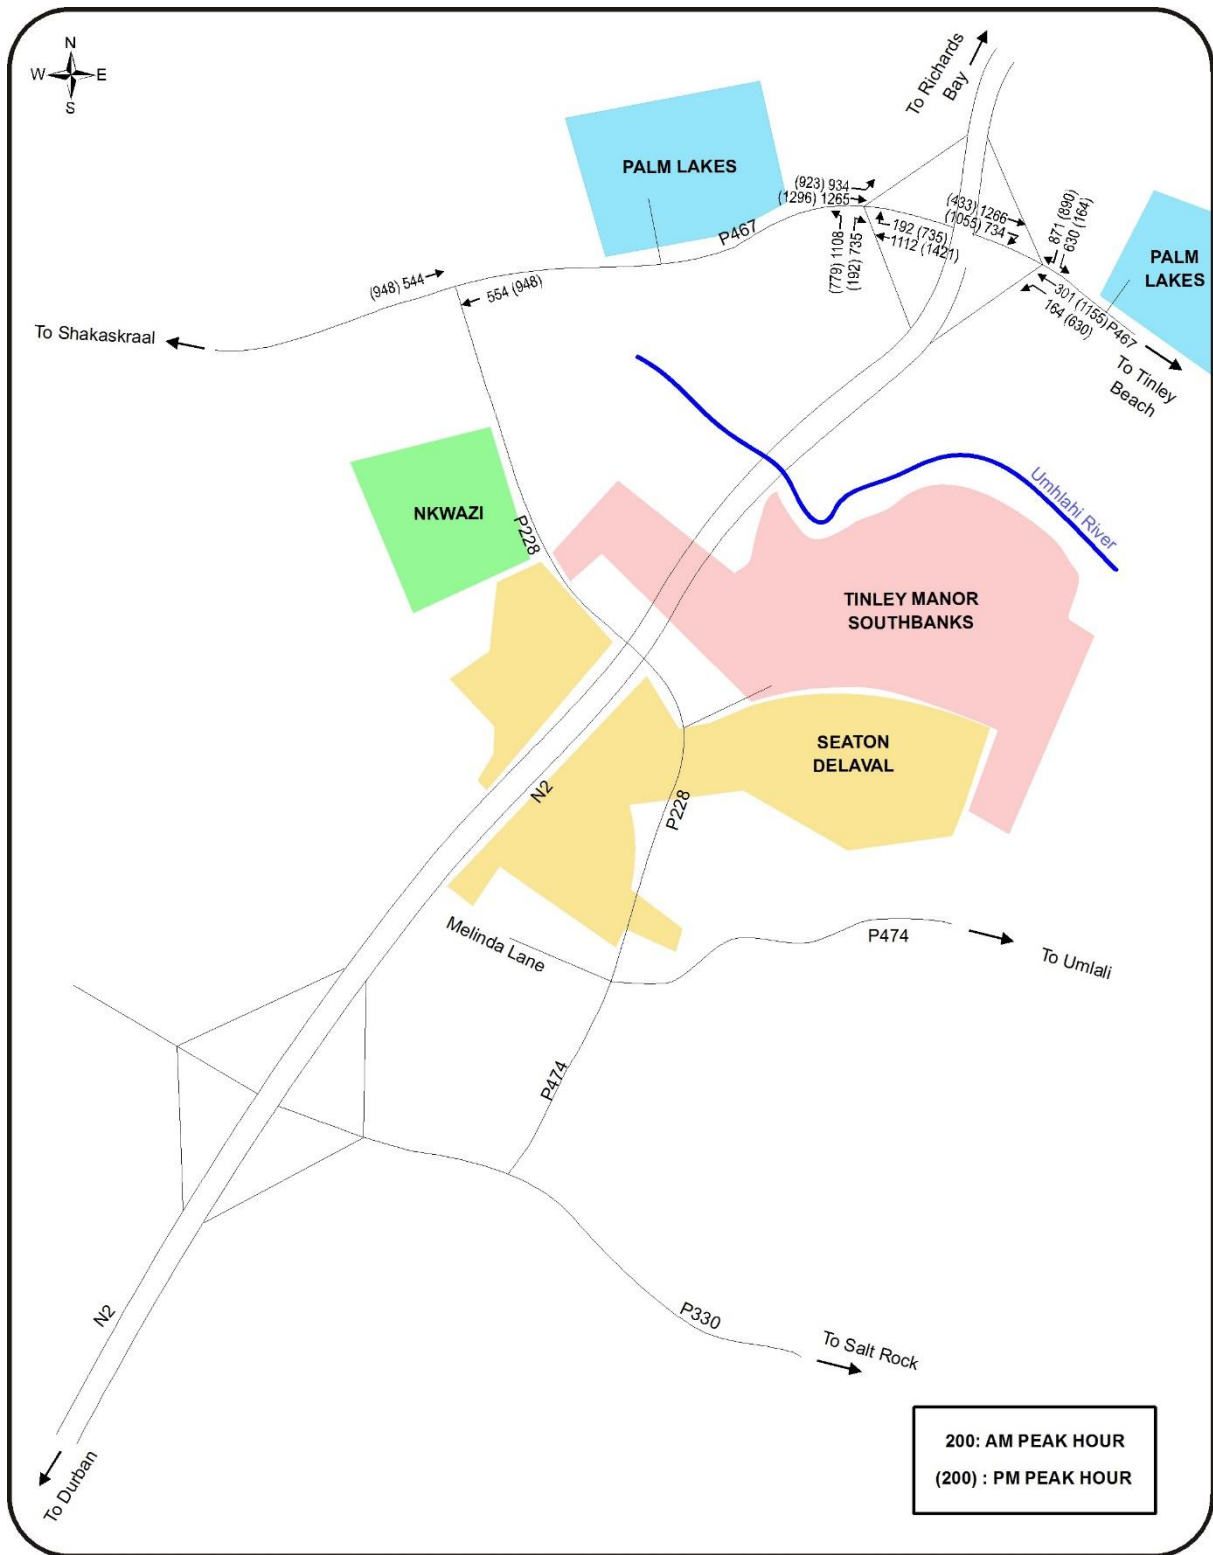 N
W E
S
To Richards
Bay
PALM LAKES
(923) 934
(1296) 1265
P467
(779) 1108
(192) 735
192 (735)
1112 (1421)
(433) 1266
(1055) 734
871 (890)
630 (164)
PALM
LAKES
301 (1155)
164 (630)
P467
To Tinley
Beach
(948) 544
554 (948)
To Shakaskraal
NKWAZI
P228
Umhlahi River
TINLEY MANOR
SOUTHBANKS
SEATON
DELAVAL
N2
P228
Melinda Lane
P474
To Umlali
P474
N2
P330
To Salt Rock
To Durban
200: AM PEAK HOUR
(200) : PM PEAK HOUR